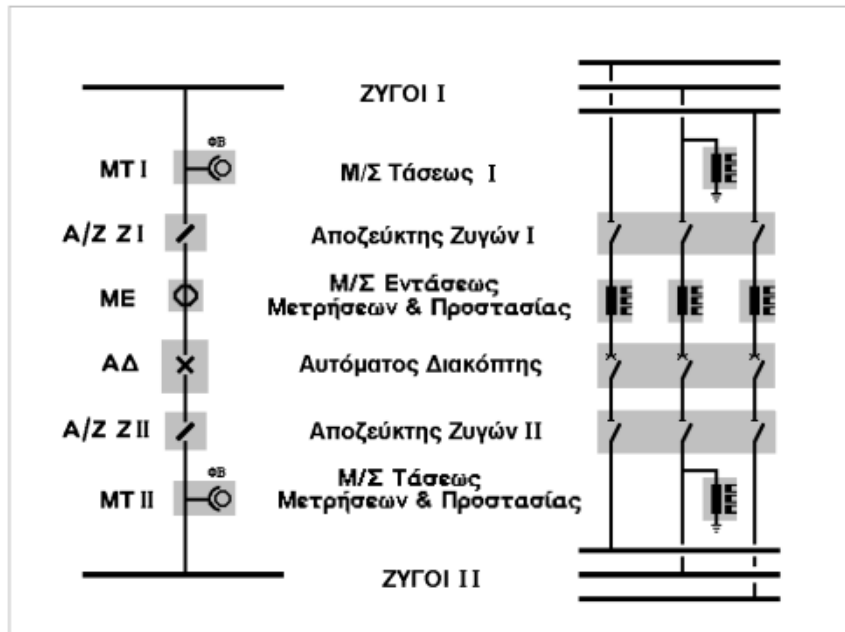 ΖΥΓΟΙ Ι
ΦΒ
ΜΤ Ι
Μ/Σ Τάσεως Ι
Α/Ζ ΖΙ
Αποζεύκτης Ζυγών Ι
ΜΕ
Μ/Σ Εντάσεως
Μετρήσεων & Προστασίας
ΑΔ
Αυτόματος Διακόπτης
Α/Ζ ΖΙΙ
Αποζεύκτης Ζυγών ΙΙ
ΦΒ
ΜΤ ΙΙ
Μ/Σ Τάσεως
Μετρήσεων & Προστασίας
ΖΥΓΟΙ ΙΙ